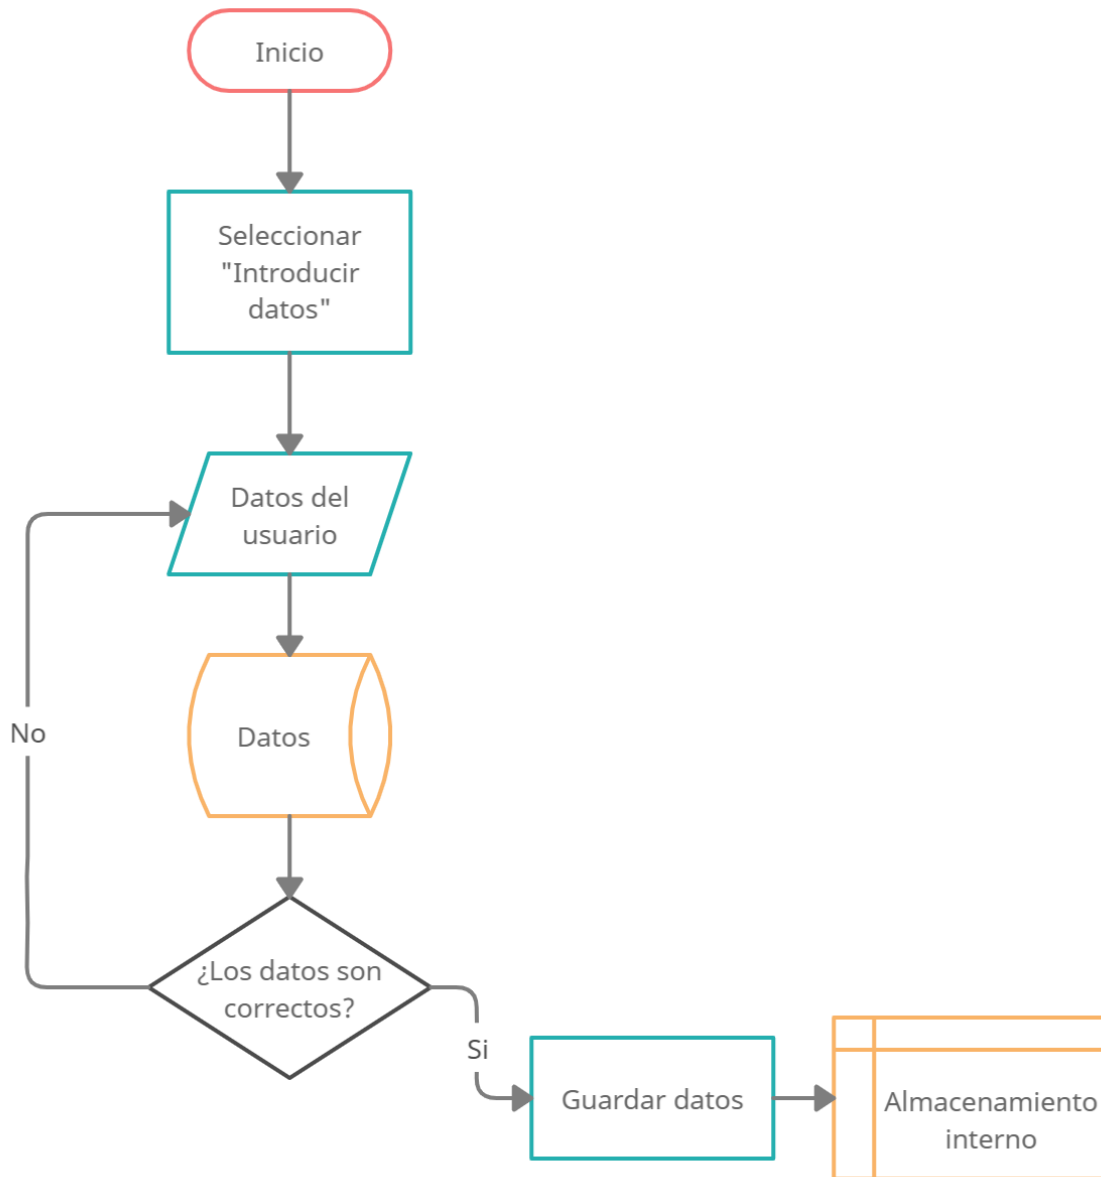 Inicio
Seleccionar
"Introducir
datos"
Datos del
usuario
Datos
No
¿Los datos son
correctos?
Si
Guardar datos
Almacenamiento
interno